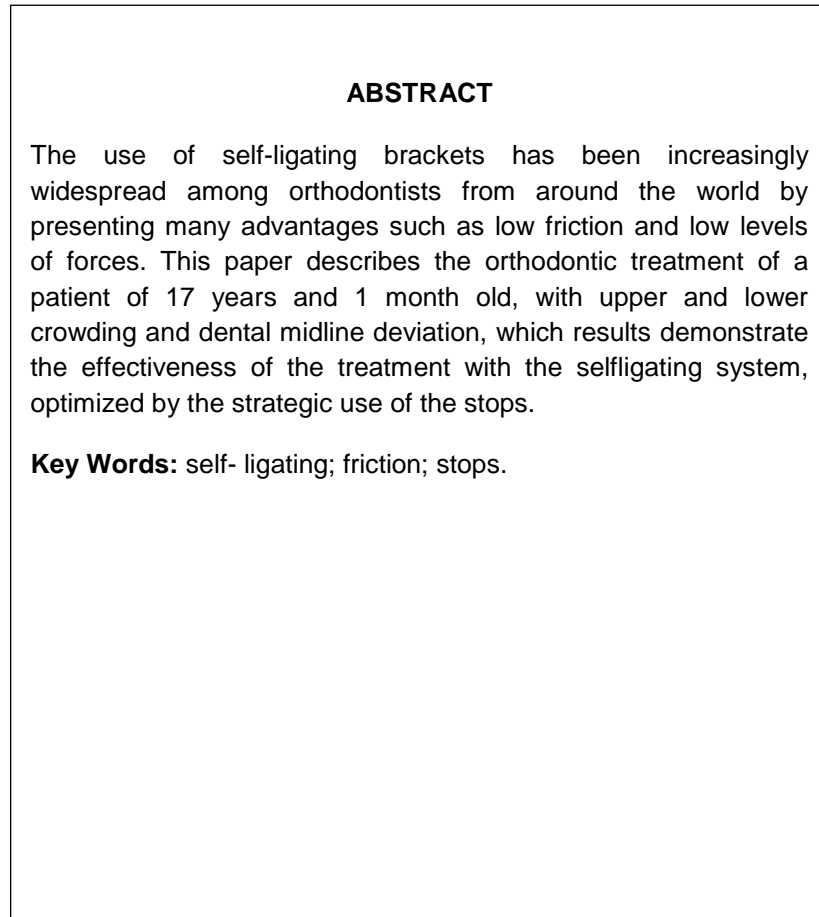 ABSTRACT
The use of self-ligating brackets has been increasingly
widespread among orthodontists from around the world by
presenting many advantages such as low friction and low levels
of forces. This paper describes the orthodontic treatment of a
patient of 17 years and 1 month old, with upper and lower
crowding and dental midline deviation, which results demonstrate
the effectiveness of the treatment with the selfligating system,
optimized by the strategic use of the stops.
Key Words: self- ligating; friction; stops.